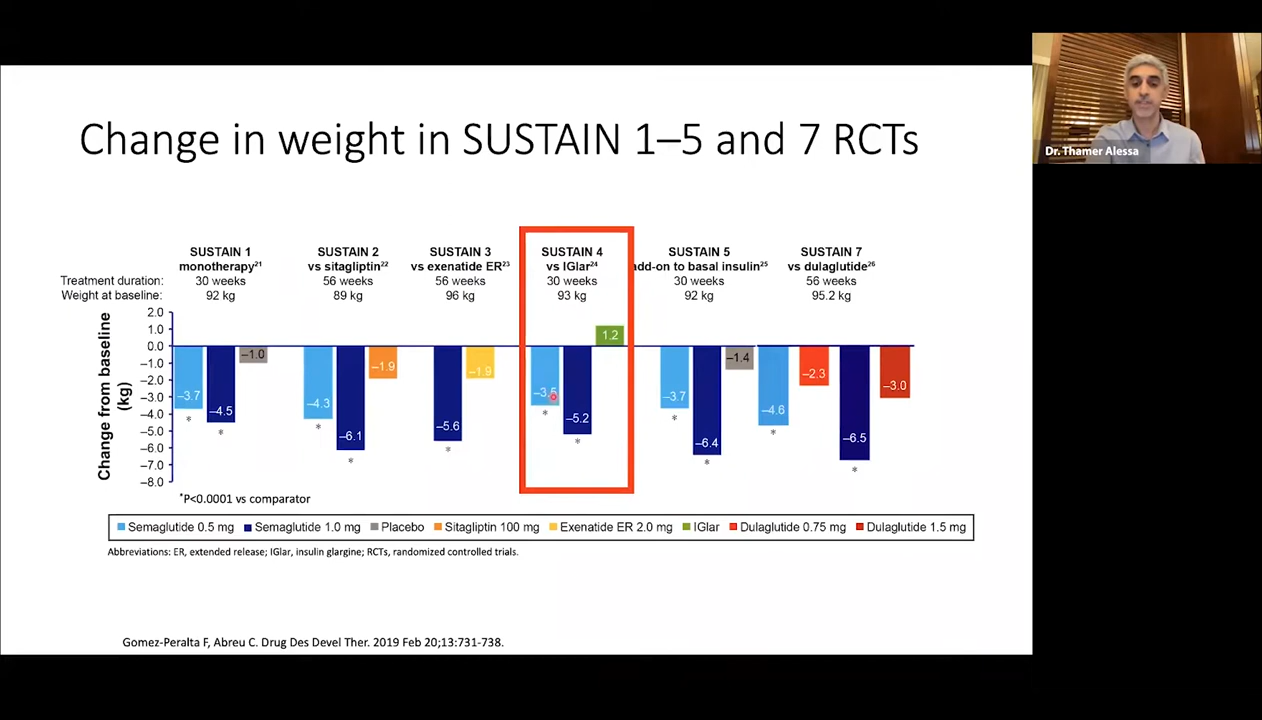 Dr. Thamer Alessa
Change in weight in SUSTAIN 1–5 and 7 RCTs
SUSTAIN 1
monotherapy²¹
30 weeks
92 kg
SUSTAIN 2
vs sitagliptin²²
56 weeks
89 kg
SUSTAIN 3
vs exenatide ER²³
56 weeks
96 kg
SUSTAIN 4
vs IGlar²⁴
30 weeks
93 kg
SUSTAIN 5
add-on to basal insulin²⁵
30 weeks
92 kg
SUSTAIN 7
vs dulaglutide²⁶
56 weeks
95.2 kg
Treatment duration:
Weight at baseline:
Change from baseline
(kg)
2.0
1.0
0.0
–1.0
–2.0
–3.0
–4.0
–5.0
–6.0
–7.0
–8.0
–3.7
*
–4.5
*
–1.0
–4.3
*
–6.1
*
–1.9
–5.6
*
–1.9
–3.5
*
–5.2
*
1.2
–3.7
*
–6.4
*
–1.4
–4.6
*
–2.3
–6.5
*
–3.0
*P<0.0001 vs comparator
Semaglutide 0.5 mg Semaglutide 1.0 mg Placebo Sitagliptin 100 mg Exenatide ER 2.0 mg IGlar Dulaglutide 0.75 mg Dulaglutide 1.5 mg
Abbreviations: ER, extended release; IGlar, insulin glargine; RCTs, randomized controlled trials.
Gomez-Peralta F, Abreu C. Drug Des Devel Ther. 2019 Feb 20;13:731-738.